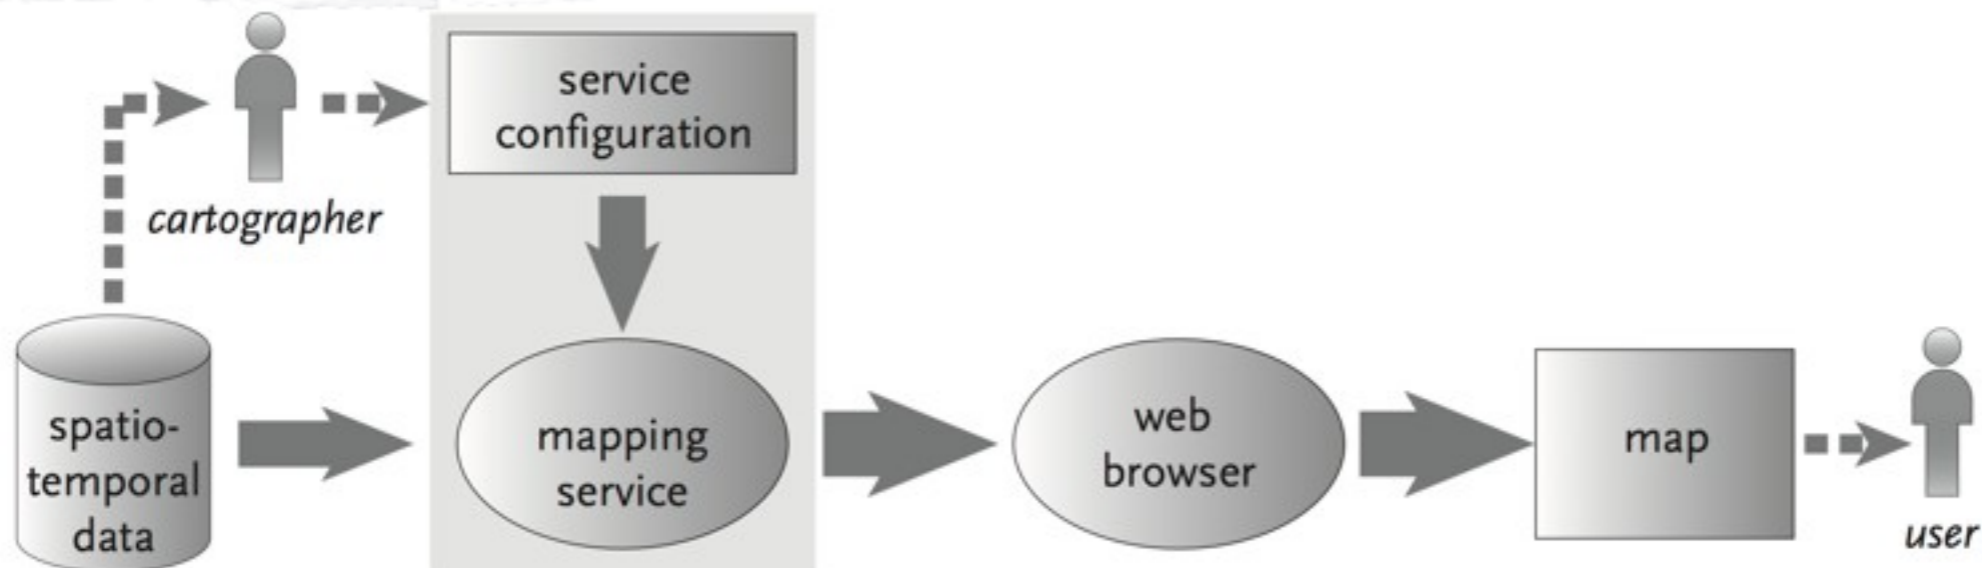 service
configuration
cartographer
spatio-
temporal
data
mapping
service
web
browser
map
user